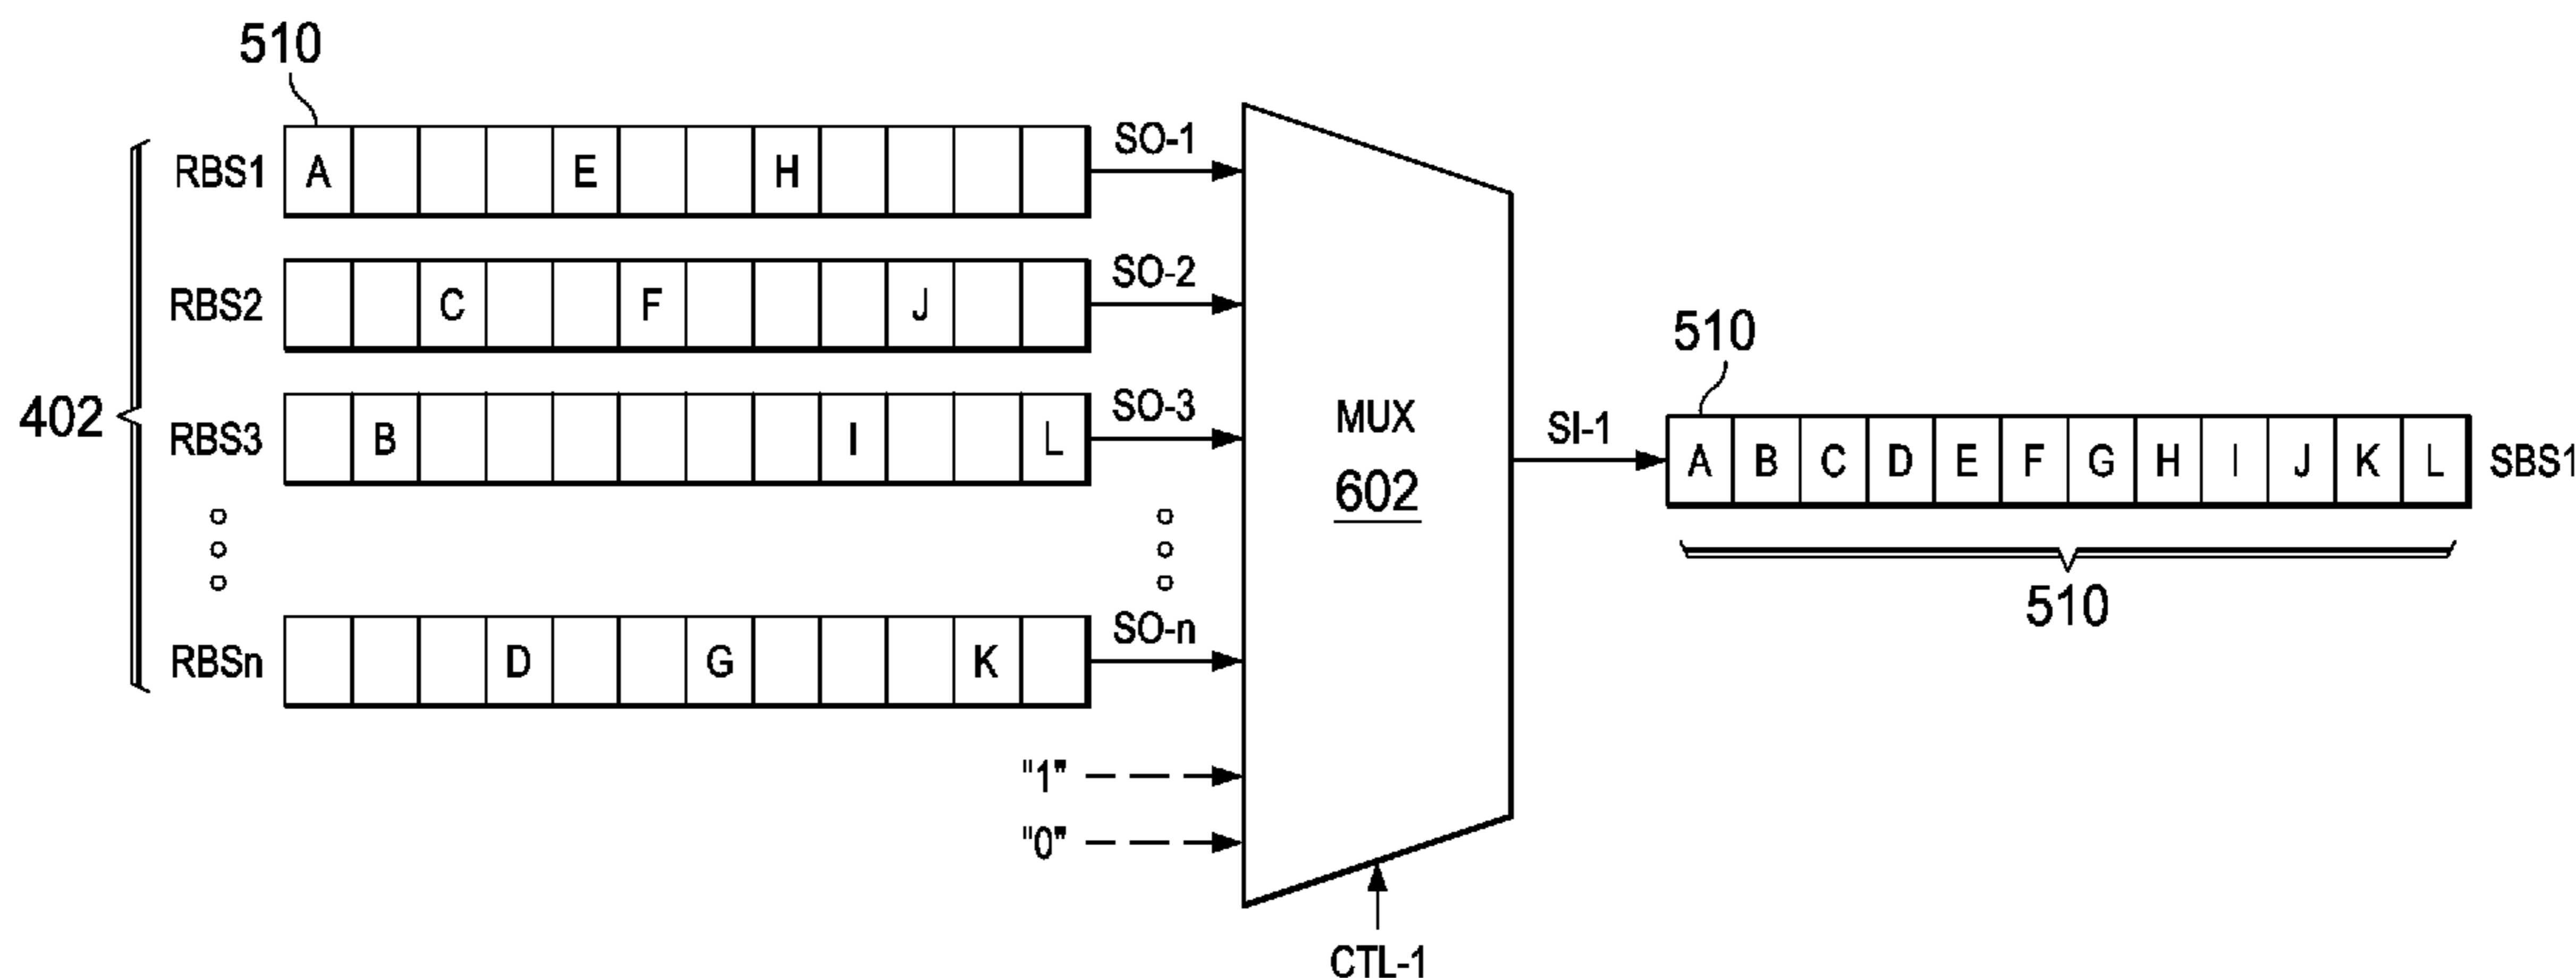 510
RBS1 A E H SO-1
RBS2 C F J SO-2
402 RBS3 B I L SO-3
RBSn D G K SO-n
"1"
"0"
MUX
602
CTL-1
SI-1
510
A B C D E F G H I J K L SBS1
510